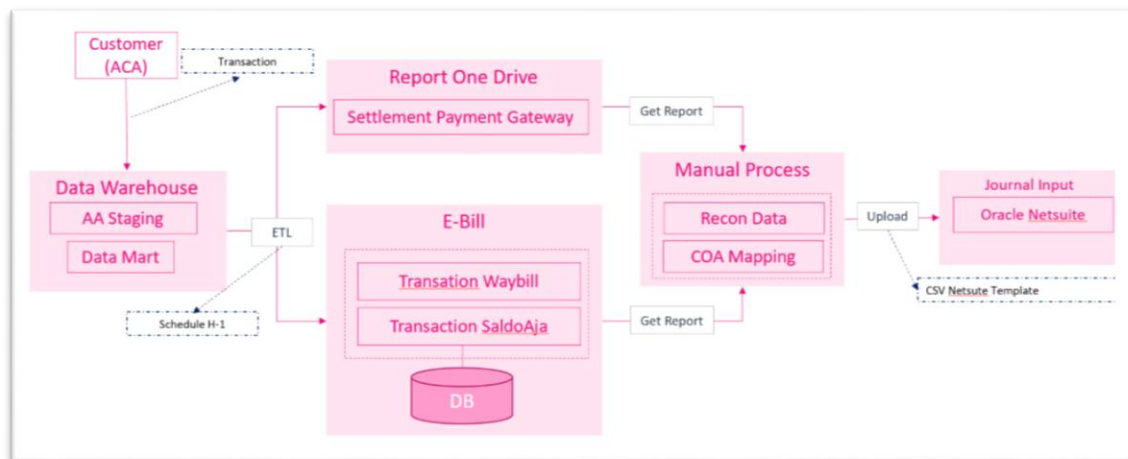 Customer
(ACA)
Transaction
Report One Drive
Settlement Payment Gateway
Get Report
Data Warehouse
AA Staging
Data Mart
ETL
Schedule H-1
E-Bill
Transation Waybill
Transaction SaldoAja
DB
Get Report
Manual Process
Recon Data
COA Mapping
Upload
Journal Input
Oracle Netsuite
CSV Netsute Template